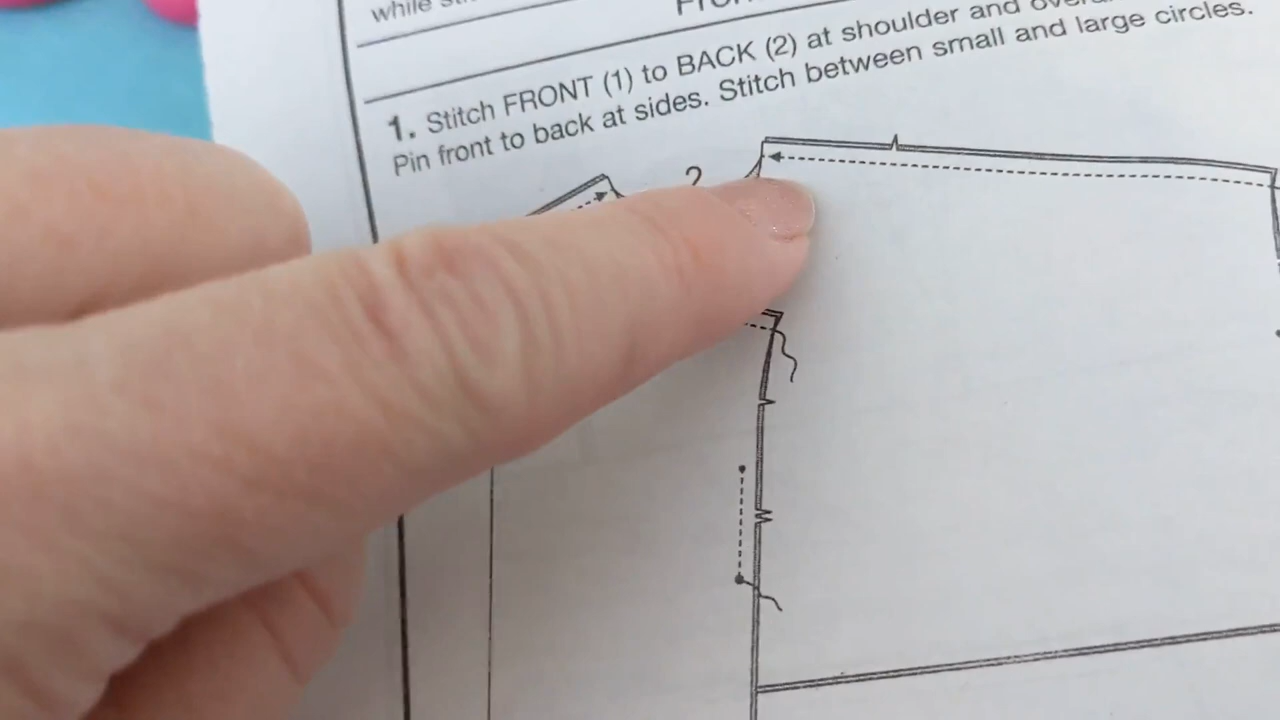 while
1. Stitch FRONT (1) to BACK (2) at shoulder and
Pin front to back at sides. Stitch between small and large circles.
2